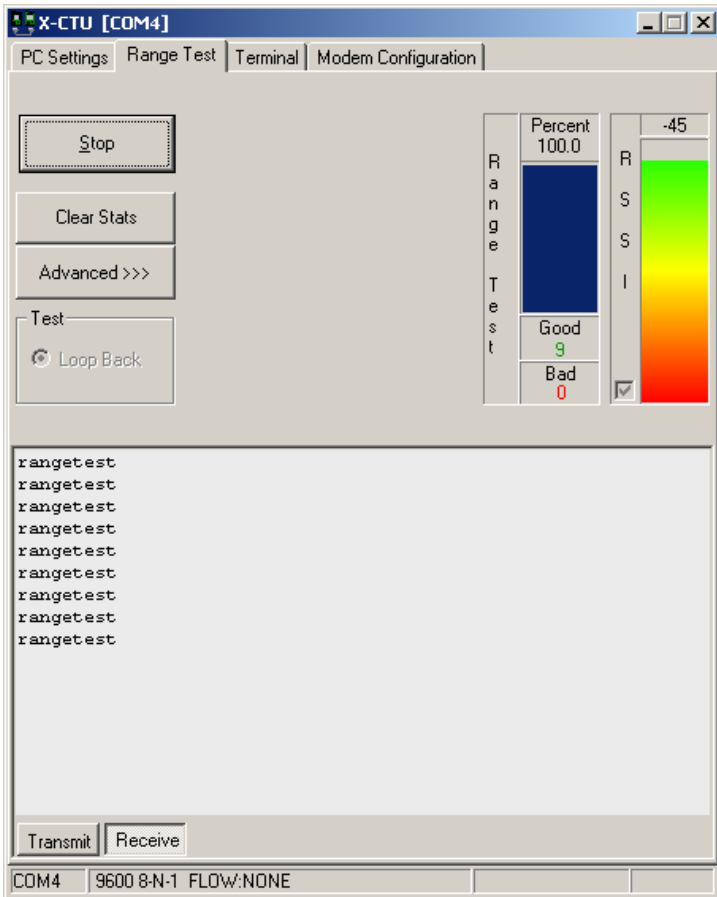 X-CTU [COM4]
PC Settings Range Test Terminal Modem Configuration
Stop
Clear Stats
Advanced >>>
Test
Loop Back
Range Test
Percent
100.0
Good
9
Bad
0
RSSI
-45
rangetest
rangetest
rangetest
rangetest
rangetest
rangetest
rangetest
rangetest
rangetest
Transmit Receive
COM4 9600 8-N-1 FLOW:NONE